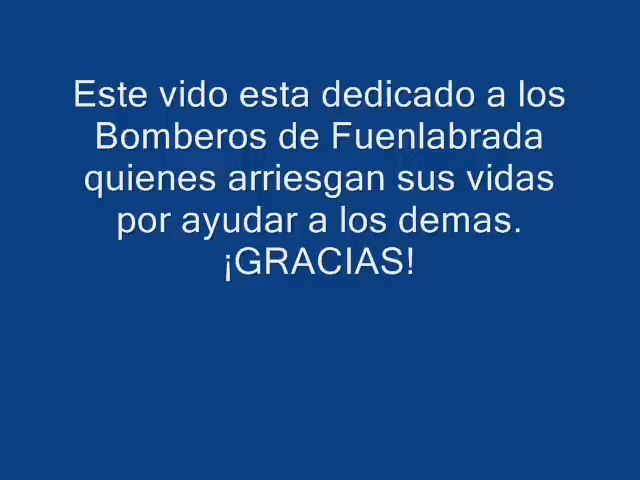 Este vido esta dedicado a los
Bomberos de Fuenlabrada
quienes arriesgan sus vidas
por ayudar a los demas.
¡GRACIAS!